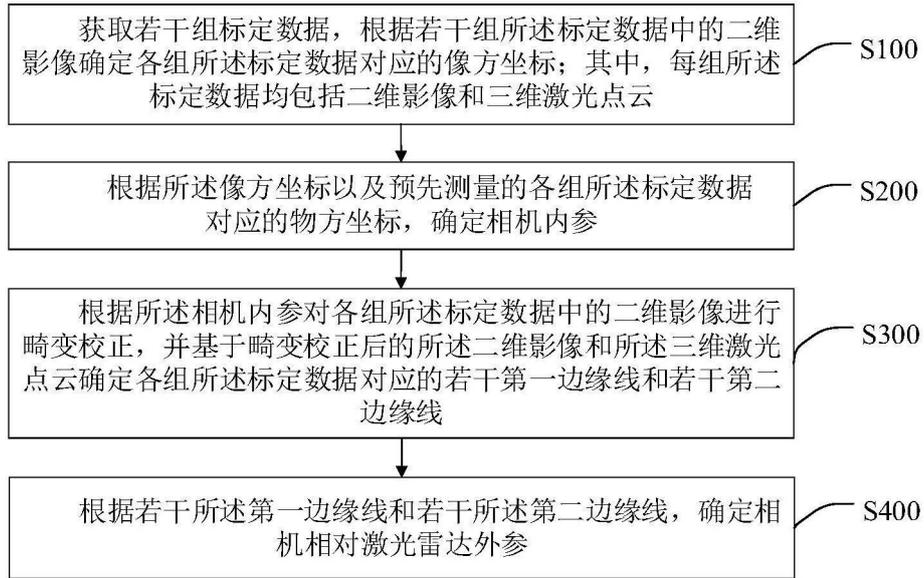 获取若干组标定数据，根据若干组所述标定数据中的二维
影像确定各组所述标定数据对应的像方坐标；其中，每组所述
标定数据均包括二维影像和三维激光点云
S100
根据所述像方坐标以及预先测量的各组所述标定数据
对应的物方坐标，确定相机内参
S200
根据所述相机内参对各组所述标定数据中的二维影像进行
畸变校正，并基于畸变校正后的所述二维影像和所述三维激光
点云确定各组所述标定数据对应的若干第一边缘线和若干第二
边缘线
S300
根据若干所述第一边缘线和若干所述第二边缘线，确定相
机相对激光雷达外参
S400